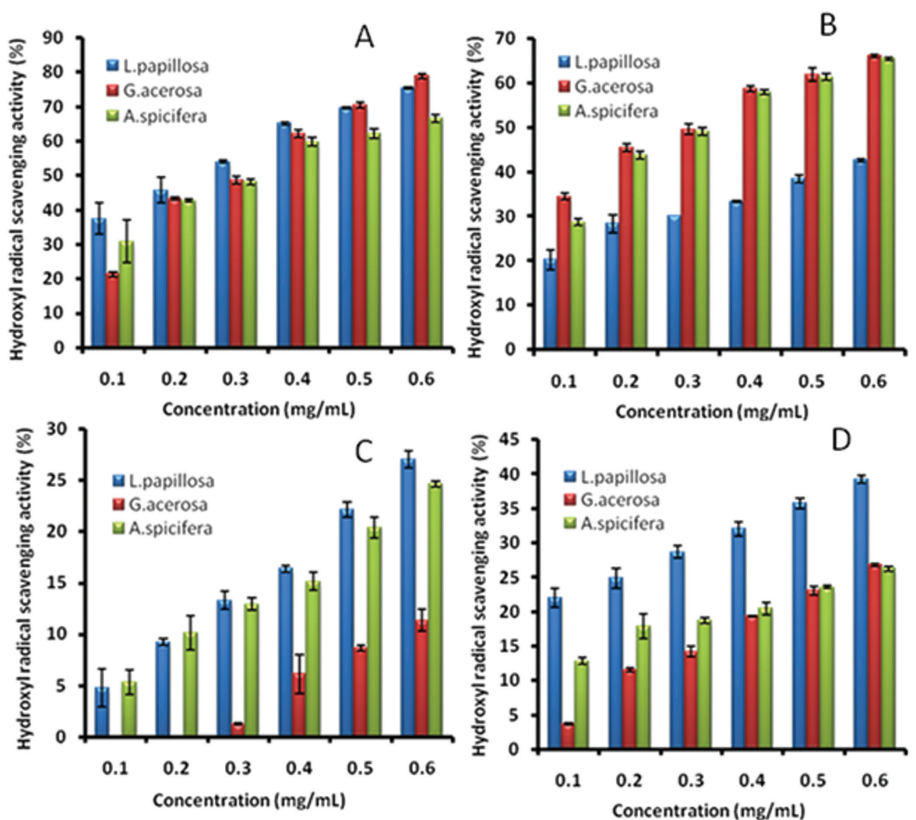 A
Hydroxyl radical scavenging activity (%)
90
80
70
60
50
40
30
20
10
0
L.papillosa
G.acerosa
A.spicifera
0.1 0.2 0.3 0.4 0.5 0.6
Concentration (mg/mL)
B
Hydroxyl radical scavenging activity (%)
70
60
50
40
30
20
10
0
L.papillosa
G.acerosa
A.spicifera
0.1 0.2 0.3 0.4 0.5 0.6
Concentration (mg/mL)
C
Hydroxyl radical scavenging activity (%)
30
25
20
15
10
5
0
L.papillosa
G.acerosa
A.spicifera
0.1 0.2 0.3 0.4 0.5 0.6
Concentration (mg/mL)
D
Hydroxyl radical scavenging activity (%)
45
40
35
30
25
20
15
10
5
0
L.papillosa
G.acerosa
A.spicifera
0.1 0.2 0.3 0.4 0.5 0.6
Concentration (mg/mL)